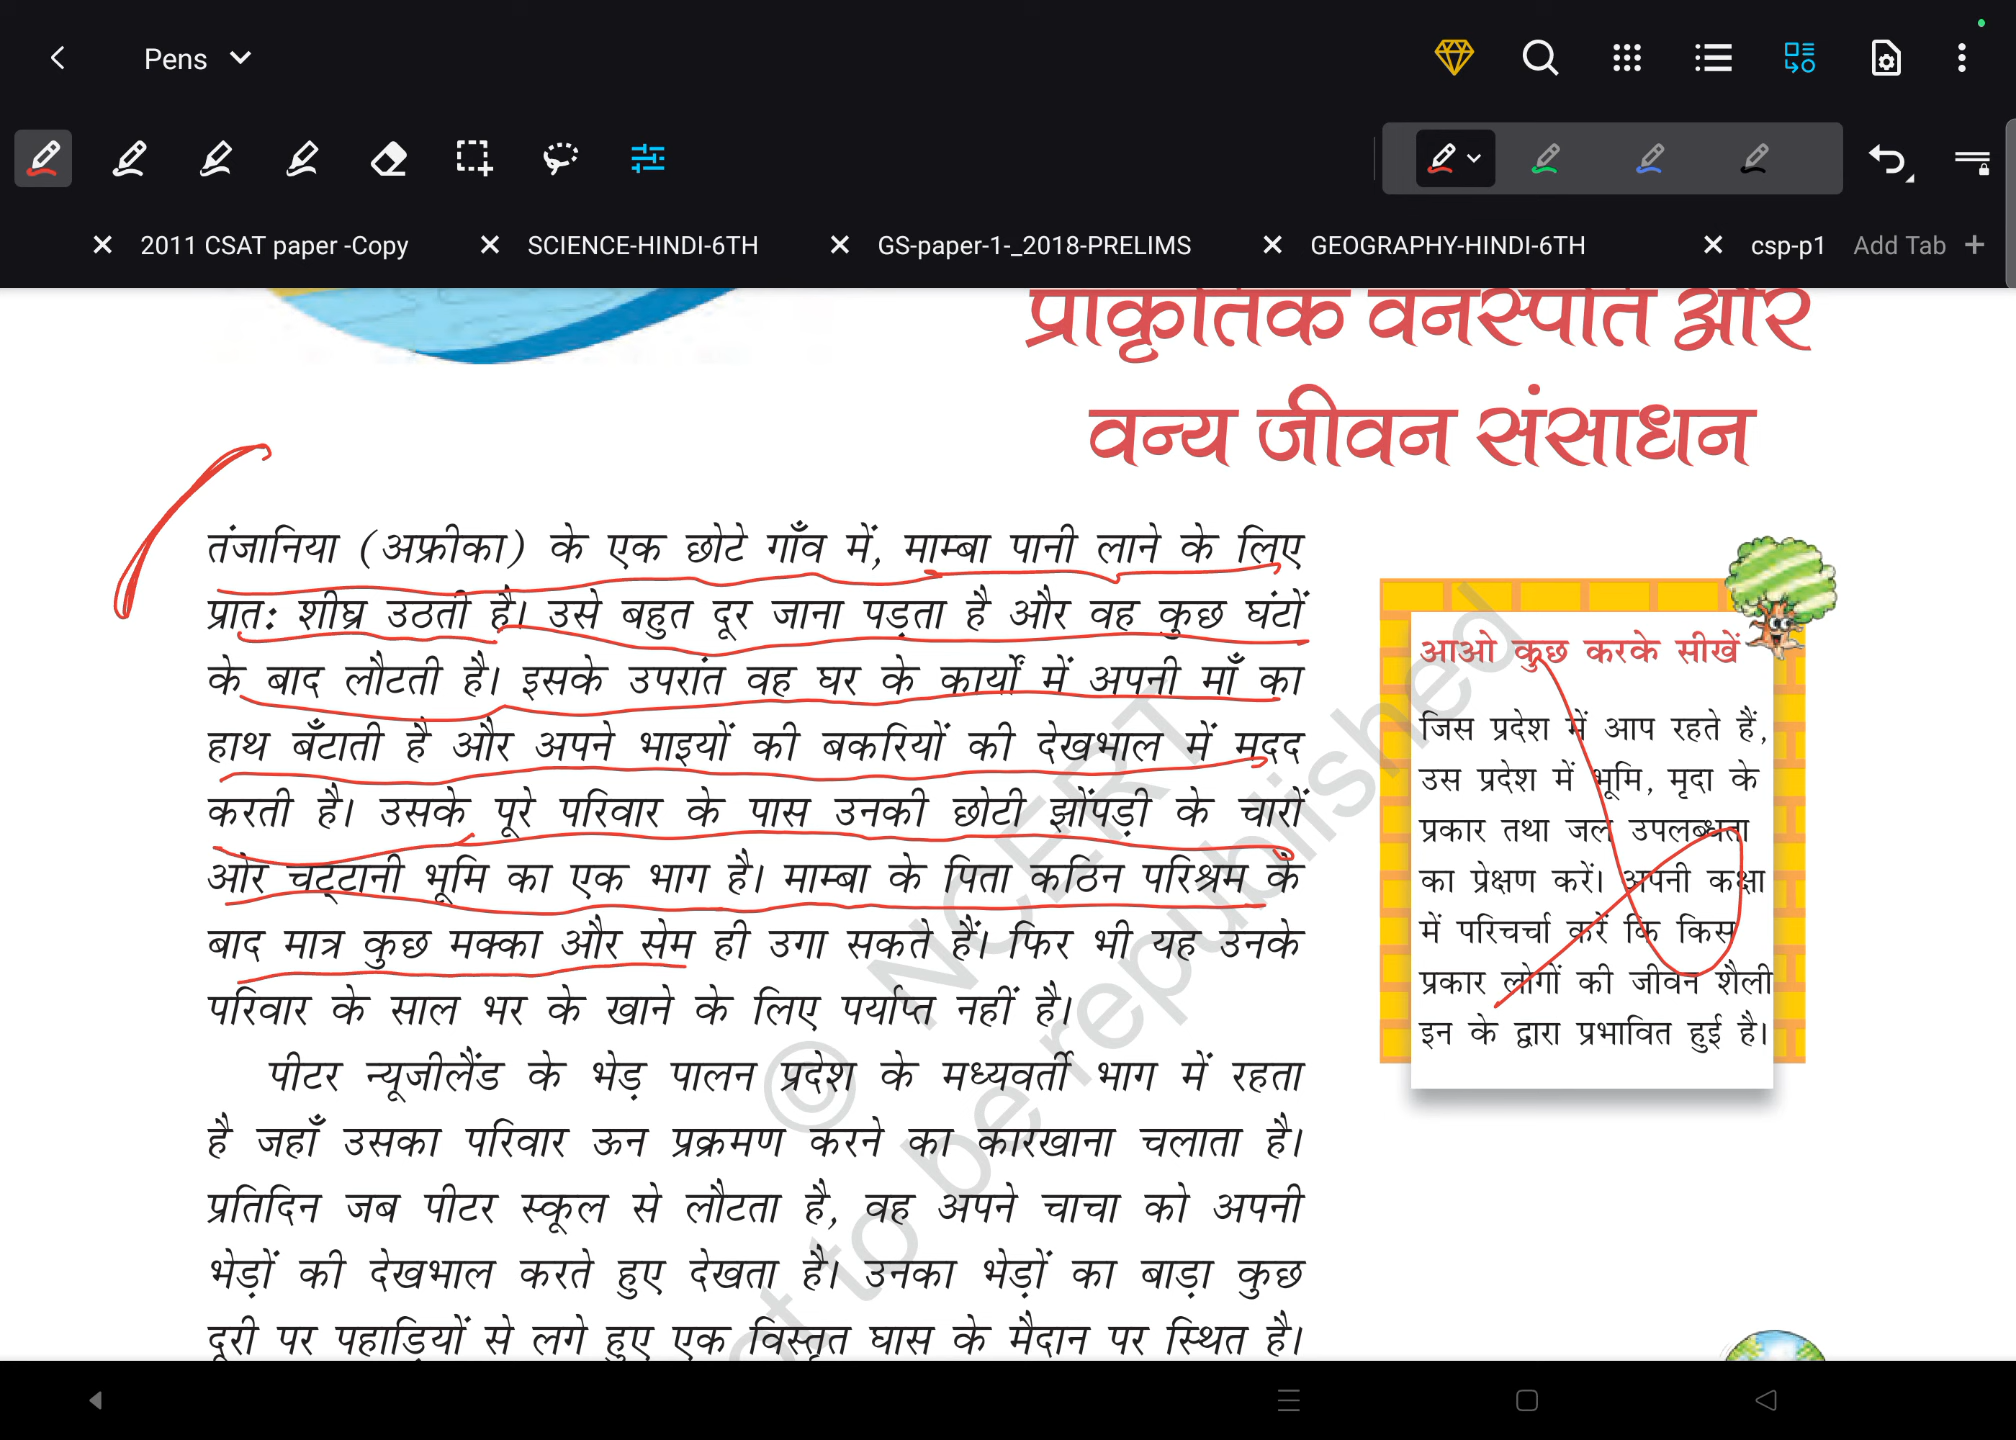 Pens
2011 CSAT paper -Copy
SCIENCE-HINDI-6TH
GS-paper-1-_2018-PRELIMS
GEOGRAPHY-HINDI-6TH
csp-p1
Add Tab
प्राकृतिक वनस्पति और
वन्य जीवन संसाधन
तंजानिया (अफ्रीका) के एक छोटे गाँव में, माम्बा पानी लाने के लिए
प्रातः शीघ्र उठती है। उसे बहुत दूर जाना पड़ता है और वह कुछ घंटों
के बाद लौटती है। इसके उपरांत वह घर के कार्यों में अपनी माँ का
हाथ बँटाती है और अपने भाइयों की बकरियों की देखभाल में मदद
करती है। उसके पूरे परिवार के पास उनकी छोटी झोंपड़ी के चारों
ओर चट्टानी भूमि का एक भाग है। माम्बा के पिता कठिन परिश्रम के
बाद मात्र कुछ मक्का और सेम ही उगा सकते हैं। फिर भी यह उनके
परिवार के साल भर के खाने के लिए पर्याप्त नहीं है।
पीटर न्यूजीलैंड के भेड़ पालन प्रदेश के मध्यवर्ती भाग में रहता
है जहाँ उसका परिवार ऊन प्रक्रमण करने का कारखाना चलाता है।
प्रतिदिन जब पीटर स्कूल से लौटता है, वह अपने चाचा को अपनी
भेड़ों की देखभाल करते हुए देखता है। उनका भेड़ों का बाड़ा कुछ
दूरी पर पहाड़ियों से लगे हुए एक विस्तृत घास के मैदान पर स्थित है।
आओ कुछ करके सीखें
जिस प्रदेश में आप रहते हैं,
उस प्रदेश में भूमि, मृदा के
प्रकार तथा जल उपलब्धता
का प्रेक्षण करें। अपनी कक्षा
में परिचर्चा करें कि किस
प्रकार लोगों की जीवन शैली
इन के द्वारा प्रभावित हुई है।
© NCERT
not to be republished